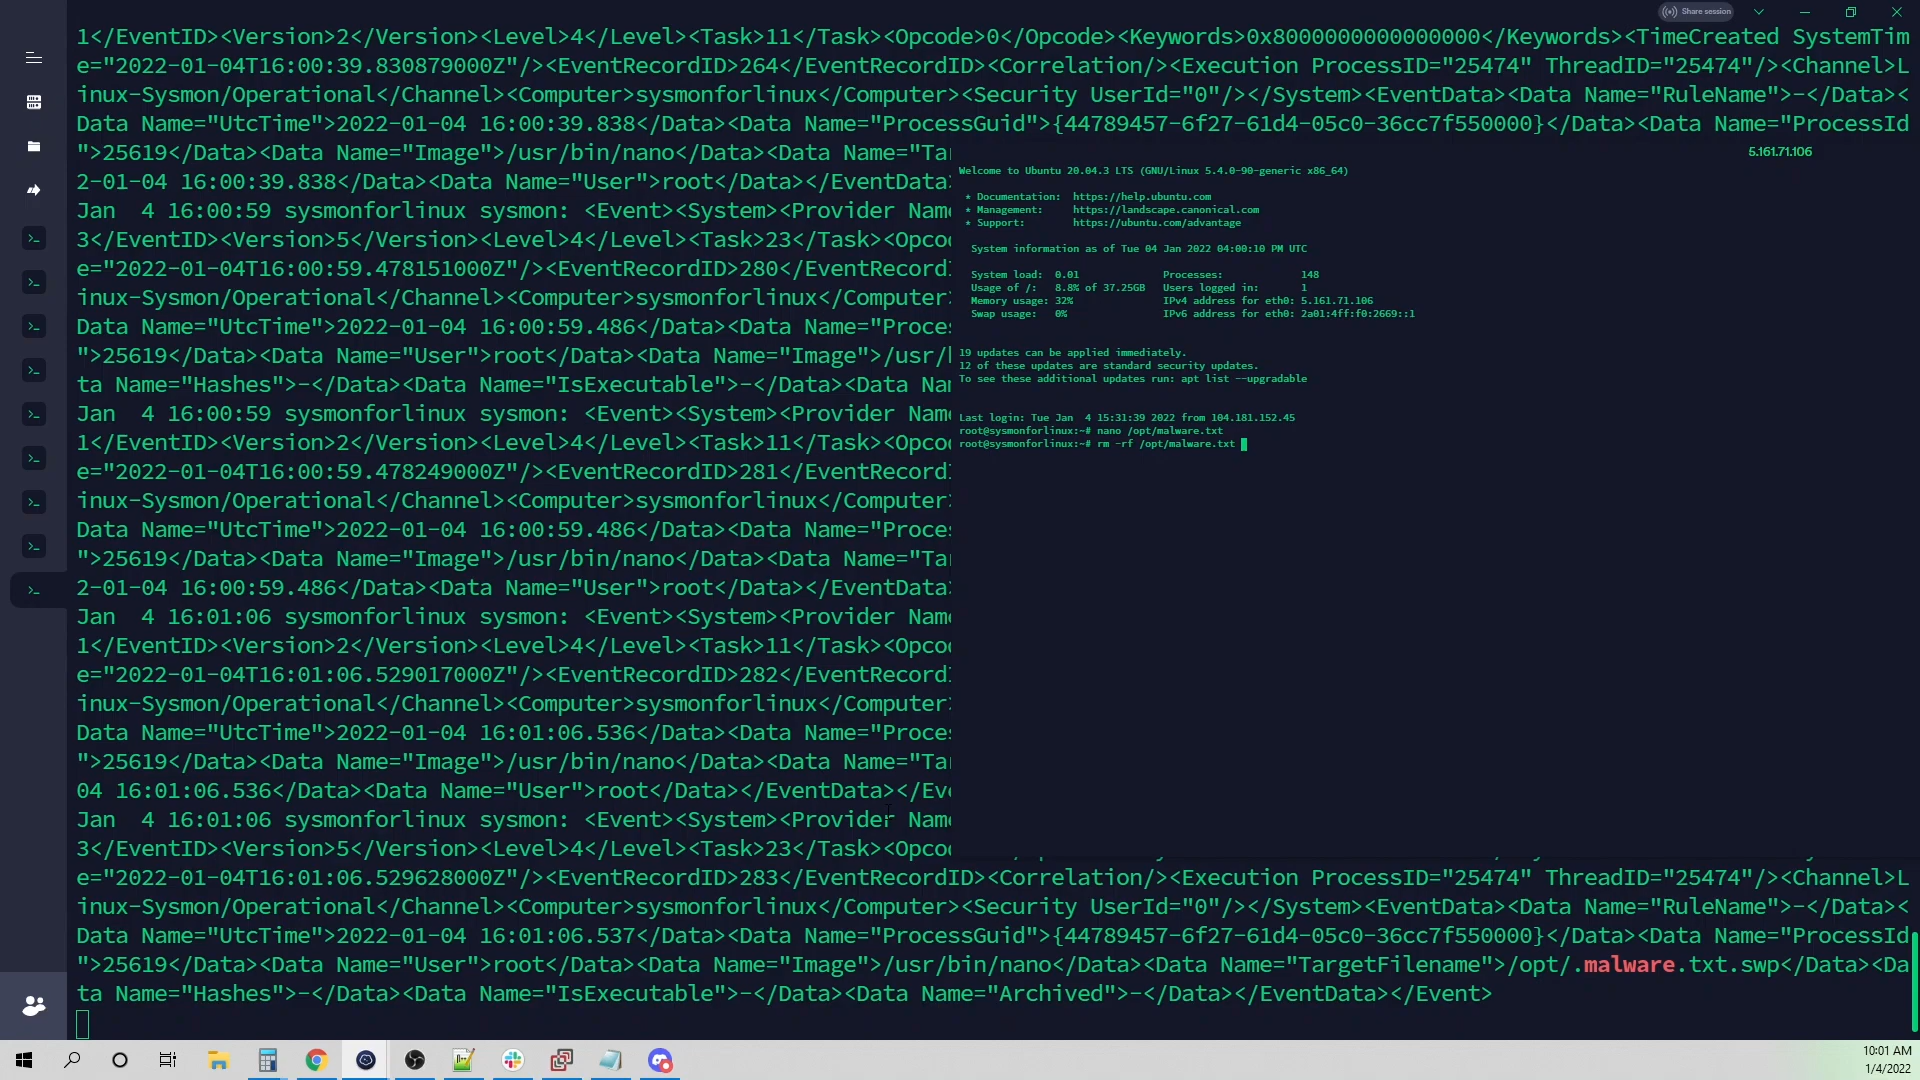 Share session
1</EventID><Version>2</Version><Level>4</Level><Task>11</Task><Opcode>0</Opcode><Keywords>0x8000000000000000</Keywords><TimeCreated SystemTim
e="2022-01-04T16:00:39.830879000Z"/><EventRecordID>264</EventRecordID><Correlation/><Execution ProcessID="25474" ThreadID="25474"/><Channel>L
inux-Sysmon/Operational</Channel><Computer>sysmonforlinux</Computer><Security UserId="0"/></System><EventData><Data Name="RuleName">-</Data><
Data Name="UtcTime">2022-01-04 16:00:39.838</Data><Data Name="ProcessGuid">{44789457-6f27-61d4-05c0-36cc7f550000}</Data><Data Name="ProcessId
">25619</Data><Data Name="Image">/usr/bin/nano</Data><Data Name="Ta
2-01-04 16:00:39.838</Data><Data Name="User">root</Data></EventData>
Jan  4 16:00:59 sysmonforlinux sysmon: <Event><System><Provider Name
3</EventID><Version>5</Version><Level>4</Level><Task>23</Task><Opco
e="2022-01-04T16:00:59.478151000Z"/><EventRecordID>280</EventRecord
inux-Sysmon/Operational</Channel><Computer>sysmonforlinux</Computer>
Data Name="UtcTime">2022-01-04 16:00:59.486</Data><Data Name="Proces
">25619</Data><Data Name="User">root</Data><Data Name="Image">/usr/
ta Name="Hashes">-</Data><Data Name="IsExecutable">-</Data><Data Nam
Jan  4 16:00:59 sysmonforlinux sysmon: <Event><System><Provider Name
1</EventID><Version>2</Version><Level>4</Level><Task>11</Task><Opco
e="2022-01-04T16:00:59.478249000Z"/><EventRecordID>281</EventRecord
inux-Sysmon/Operational</Channel><Computer>sysmonforlinux</Computer>
Data Name="UtcTime">2022-01-04 16:00:59.486</Data><Data Name="Proces
">25619</Data><Data Name="Image">/usr/bin/nano</Data><Data Name="Ta
2-01-04 16:00:59.486</Data><Data Name="User">root</Data></EventData>
Jan  4 16:01:06 sysmonforlinux sysmon: <Event><System><Provider Name
1</EventID><Version>2</Version><Level>4</Level><Task>11</Task><Opco
e="2022-01-04T16:01:06.529017000Z"/><EventRecordID>282</EventRecord
inux-Sysmon/Operational</Channel><Computer>sysmonforlinux</Computer>
Data Name="UtcTime">2022-01-04 16:01:06.536</Data><Data Name="Proces
">25619</Data><Data Name="Image">/usr/bin/nano</Data><Data Name="Ta
04 16:01:06.536</Data><Data Name="User">root</Data></EventData></Eve
Jan  4 16:01:06 sysmonforlinux sysmon: <Event><System><Provider Name
3</EventID><Version>5</Version><Level>4</Level><Task>23</Task><Opco
e="2022-01-04T16:01:06.529628000Z"/><EventRecordID>283</EventRecordID><Correlation/><Execution ProcessID="25474" ThreadID="25474"/><Channel>L
inux-Sysmon/Operational</Channel><Computer>sysmonforlinux</Computer><Security UserId="0"/></System><EventData><Data Name="RuleName">-</Data><
Data Name="UtcTime">2022-01-04 16:01:06.537</Data><Data Name="ProcessGuid">{44789457-6f27-61d4-05c0-36cc7f550000}</Data><Data Name="ProcessId
">25619</Data><Data Name="User">root</Data><Data Name="Image">/usr/bin/nano</Data><Data Name="TargetFilename">/opt/.malware.txt.swp</Data><Da
ta Name="Hashes">-</Data><Data Name="IsExecutable">-</Data><Data Name="Archived">-</Data></EventData></Event>
5.161.71.106
Welcome to Ubuntu 20.04.3 LTS (GNU/Linux 5.4.0-90-generic x86_64)
* Documentation:  https://help.ubuntu.com
* Management:     https://landscape.canonical.com
* Support:        https://ubuntu.com/advantage
System information as of Tue 04 Jan 2022 04:00:10 PM UTC
System load:  0.01              Processes:             148
Usage of /:   8.8% of 37.25GB   Users logged in:       1
Memory usage: 32%               IPv4 address for eth0: 5.161.71.106
Swap usage:   0%                IPv6 address for eth0: 2a01:4ff:f0:2669::1
19 updates can be applied immediately.
12 of these updates are standard security updates.
To see these additional updates run: apt list --upgradable
Last login: Tue Jan  4 15:31:39 2022 from 104.181.152.45
root@sysmonforlinux:~# nano /opt/malware.txt
root@sysmonforlinux:~# rm -rf /opt/malware.txt
10:01 AM
1/4/2022